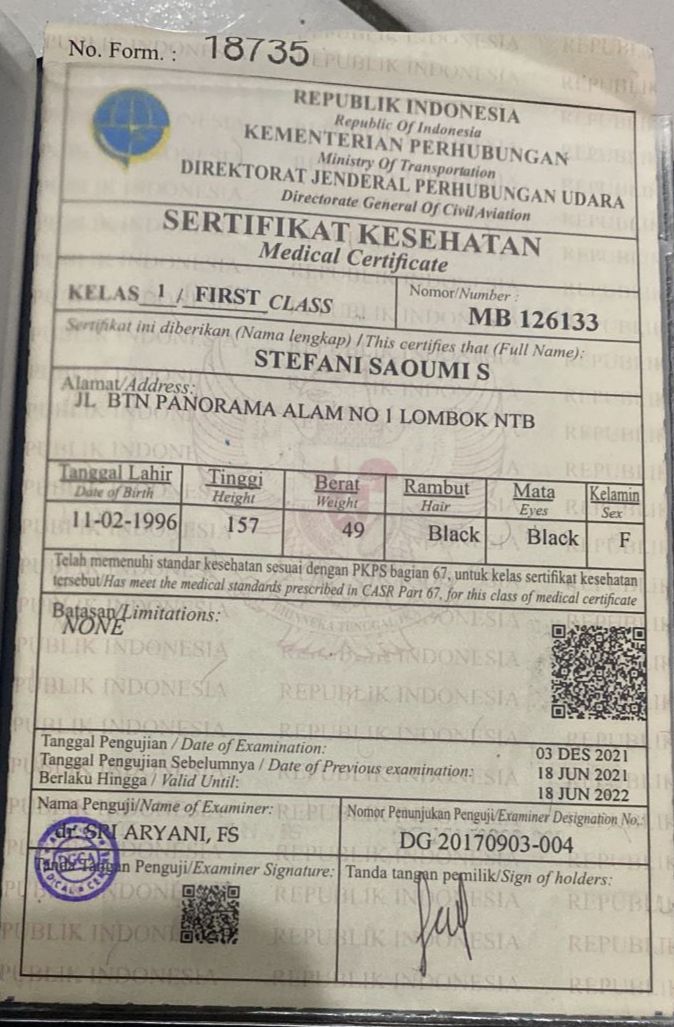 No. Form. : 18735
REPUBLIK INDONESIA
Republic Of Indonesia
KEMENTERIAN PERHUBUNGAN
Ministry Of Transportation
DIREKTORAT JENDERAL PERHUBUNGAN UDARA
Directorate General Of Civil Aviation
SERTIFIKAT KESEHATAN
Medical Certificate
KELAS 1 / FIRST CLASS
Nomor/Number :
MB 126133
Sertifikat ini diberikan (Nama lengkap) / This certifies that (Full Name):
STEFANI SAOUMI S
Alamat/Address:
JL BTN PANORAMA ALAM NO 1 LOMBOK NTB
Tanggal Lahir Tinggi Berat Rambut Mata Kelamin
Date of Birth Height Weight Hair Eyes Sex
11-02-1996 157 49 Black Black F
Telah memenuhi standar kesehatan sesuai dengan PKPS bagian 67, untuk kelas sertifikat kesehatan
tersebut/Has meet the medical standards prescribed in CASR Part 67, for this class of medical certificate
Batasan/Limitations:
NONE
Tanggal Pengujian / Date of Examination: 03 DES 2021
Tanggal Pengujian Sebelumnya / Date of Previous examination: 18 JUN 2021
Berlaku Hingga / Valid Until: 18 JUN 2022
Nama Penguji/Name of Examiner:
dr. SRI ARYANI, FS
Nomor Penunjukan Penguji/Examiner Designation No.:
DG 20170903-004
Tanda Tangan Penguji/Examiner Signature:
Tanda tangan pemilik/Sign of holders:
DGCA